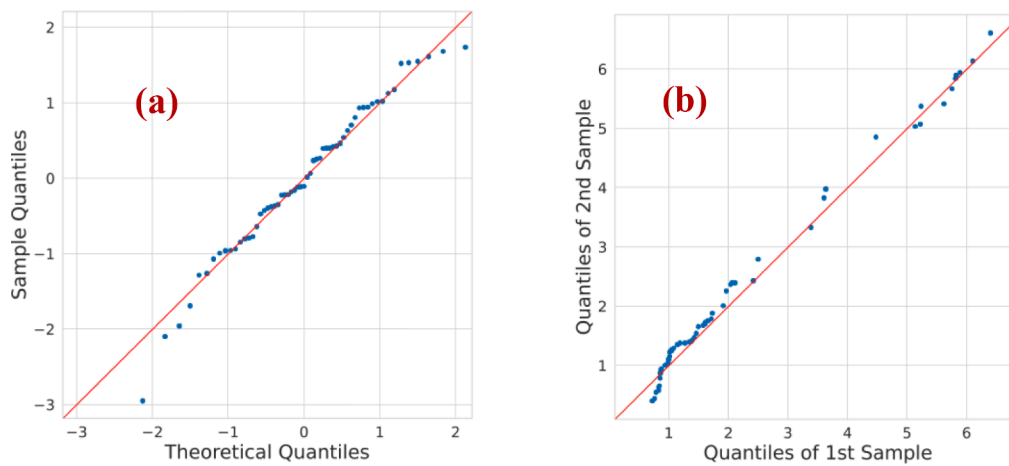 2
1
0
−1
−2
−3
Sample Quantiles
(a)
−3 −2 −1 0 1 2
Theoretical Quantiles
6
5
4
3
2
1
Quantiles of 2nd Sample
(b)
1 2 3 4 5 6
Quantiles of 1st Sample